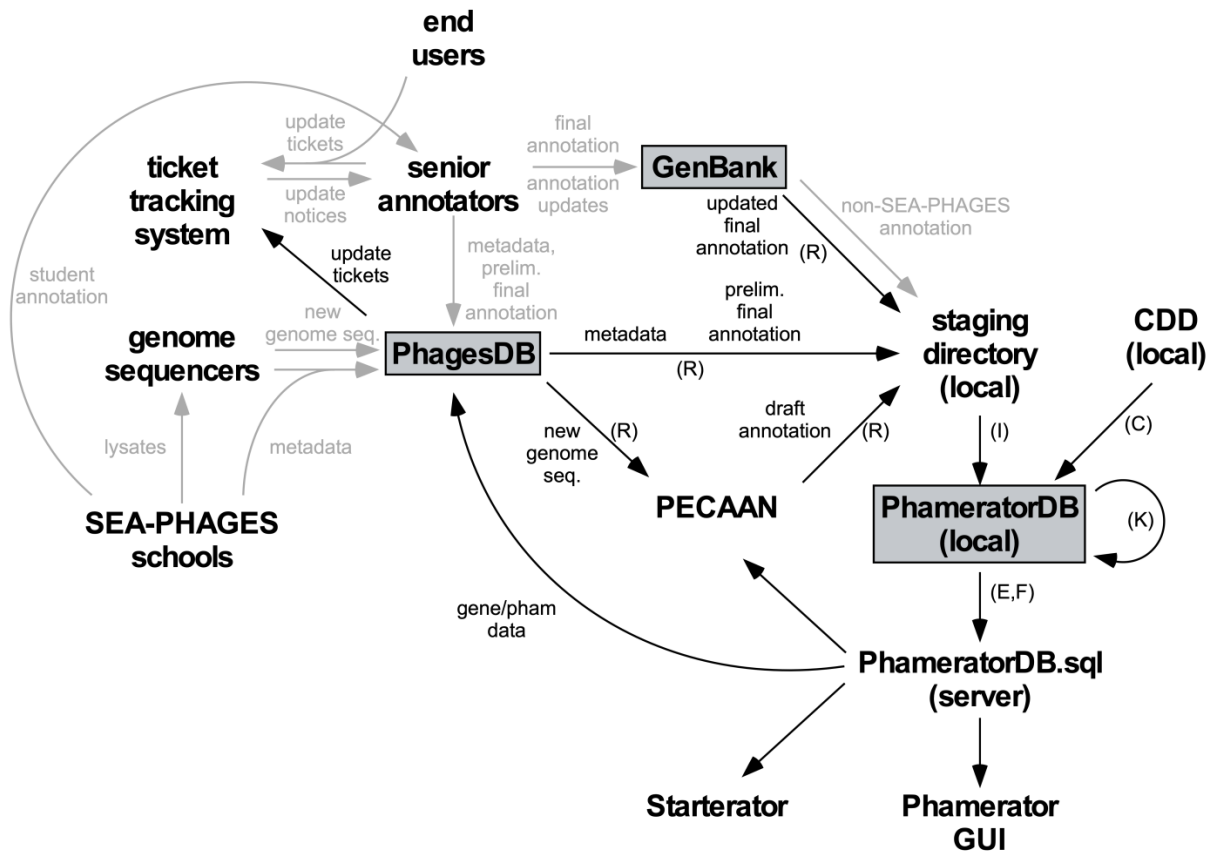 end
users
update
tickets
final
annotation
ticket
tracking
system
update
notices
senior
annotators
annotation
updates
GenBank
updated
final
annotation
(R)
non-SEA-PHAGES
annotation
student
annotation
update
tickets
metadata,
prelim.
final
annotation
genome
sequencers
new
genome seq.
PhagesDB
metadata
(R)
prelim.
final
annotation
staging
directory
(local)
CDD
(local)
lysates
metadata
new
genome
seq.
(R)
draft
annotation
(R)
(I)
(C)
SEA-PHAGES
schools
PECAAN
PhameratorDB
(local)
(K)
(E,F)
gene/pham
data
PhameratorDB.sql
(server)
Starterator
Phamerator
GUI